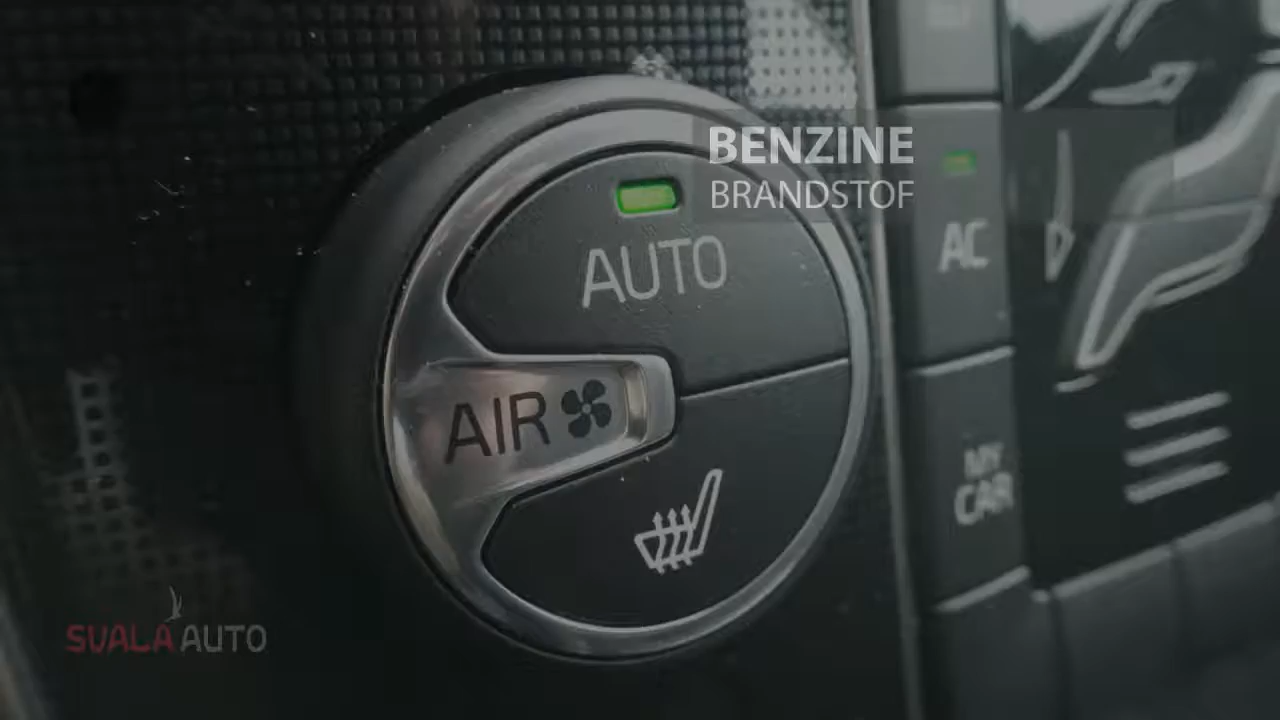 BENZINE
BRANDSTOF
AUTO
AC
AIR
MY
CAR
SVALA AUTO